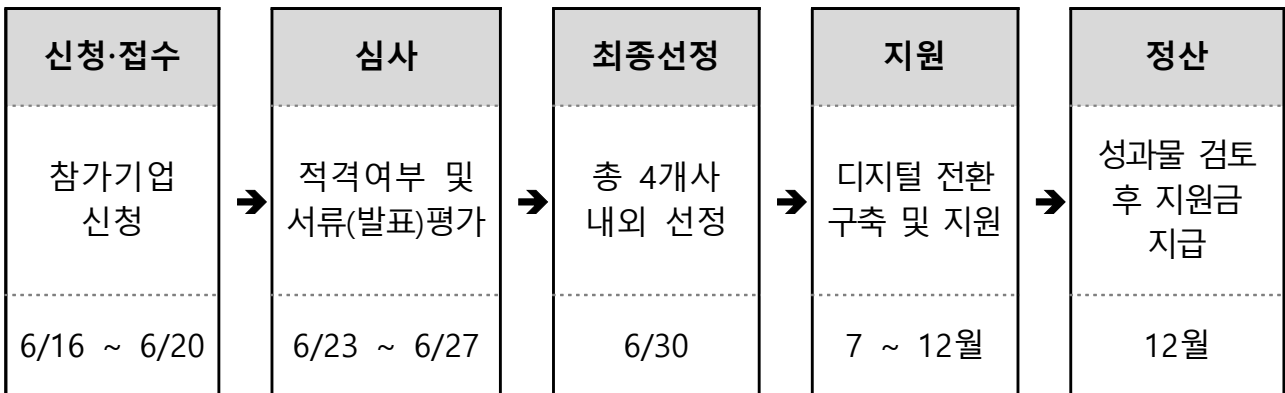 신청·접수
참가기업
신청
6/16 ~ 6/20
➔
심사
적격여부 및
서류(발표)평가
6/23 ~ 6/27
➔
최종선정
총 4개사
내외 선정
6/30
➔
지원
디지털 전환
구축 및 지원
7 ~ 12월
➔
정산
성과물 검토
후 지원금
지급
12월